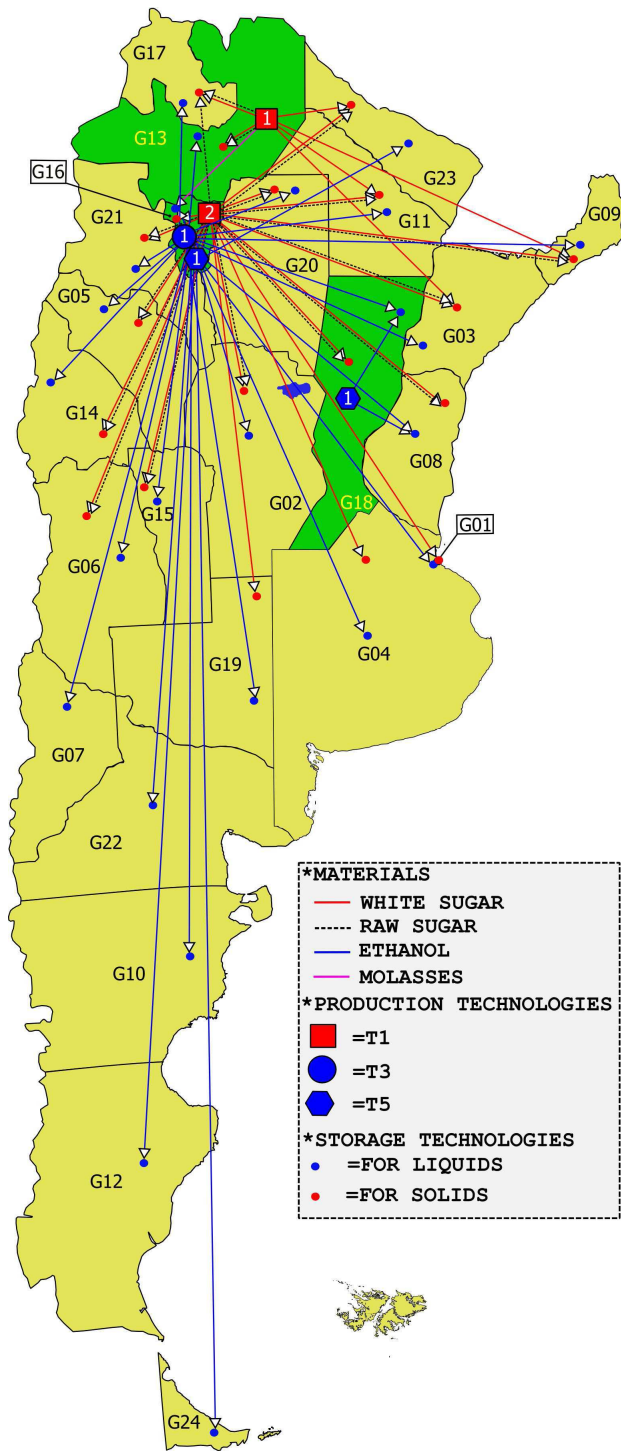 G17
1
G13
G16
G23
2
G21
G11
G09
1
1
G20
G05
G03
G14
1
G08
G15
G02
G18
G01
G06
G04
G19
G07
G22
*MATERIALS
WHITE SUGAR
RAW SUGAR
ETHANOL
MOLASSES
G10
*PRODUCTION TECHNOLOGIES
=T1
=T3
=T5
*STORAGE TECHNOLOGIES
=FOR LIQUIDS
=FOR SOLIDS
G12
G24